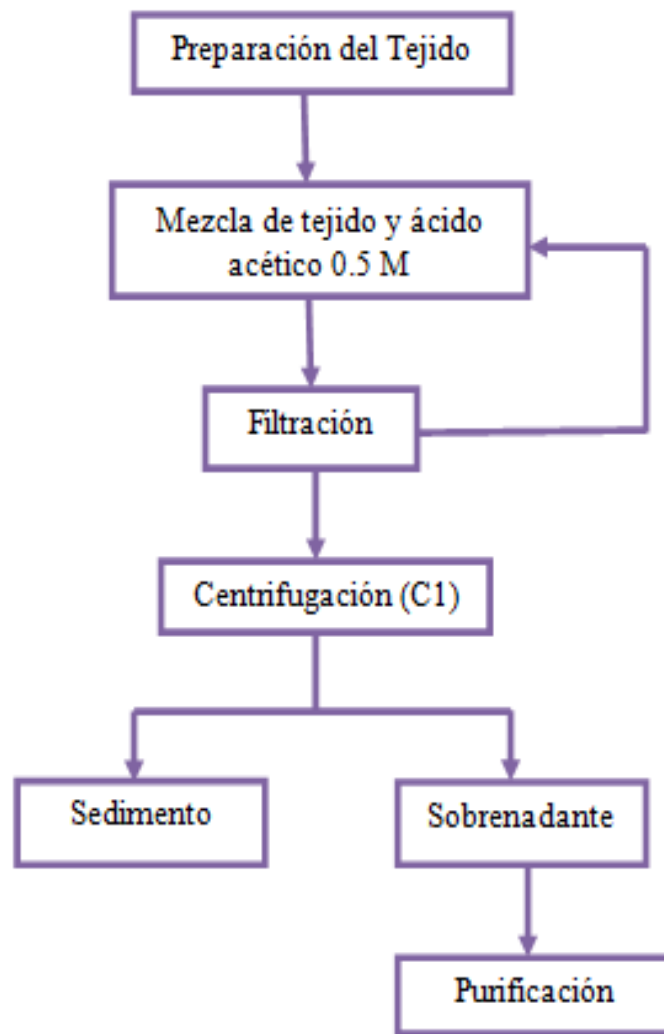 Preparación del Tejido
Mezcla de tejido y ácido
acético 0.5 M
Filtración
Centrifugación (C1)
Sedimento
Sobrenadante
Purificación